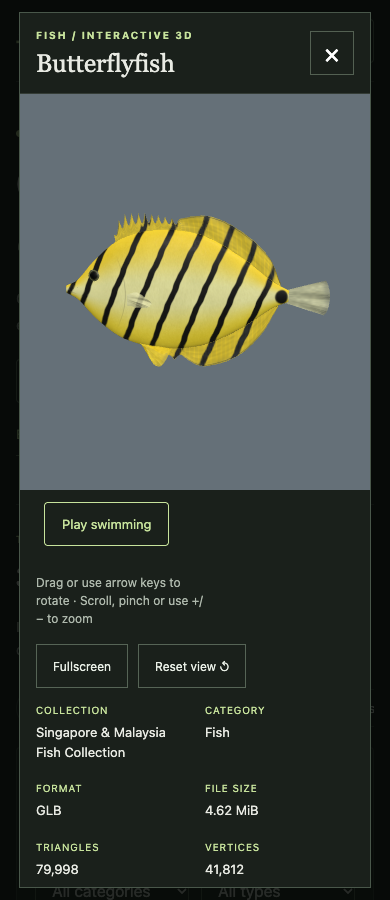 FISH / INTERACTIVE 3D
Butterflyfish
×
Play swimming
Drag or use arrow keys to
rotate · Scroll, pinch or use +/
− to zoom
Fullscreen
Reset view ↺
COLLECTION
CATEGORY
Singapore & Malaysia
Fish Collection
Fish
FORMAT
FILE SIZE
GLB
4.62 MiB
TRIANGLES
VERTICES
79,998
41,812
All categories
All types